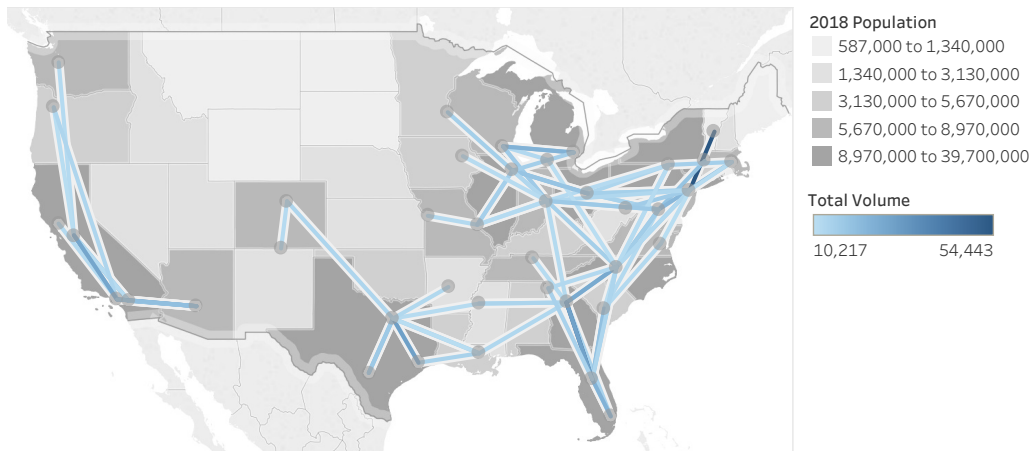 2018 Population
587,000 to 1,340,000
1,340,000 to 3,130,000
3,130,000 to 5,670,000
5,670,000 to 8,970,000
8,970,000 to 39,700,000
Total Volume
10,217 54,443